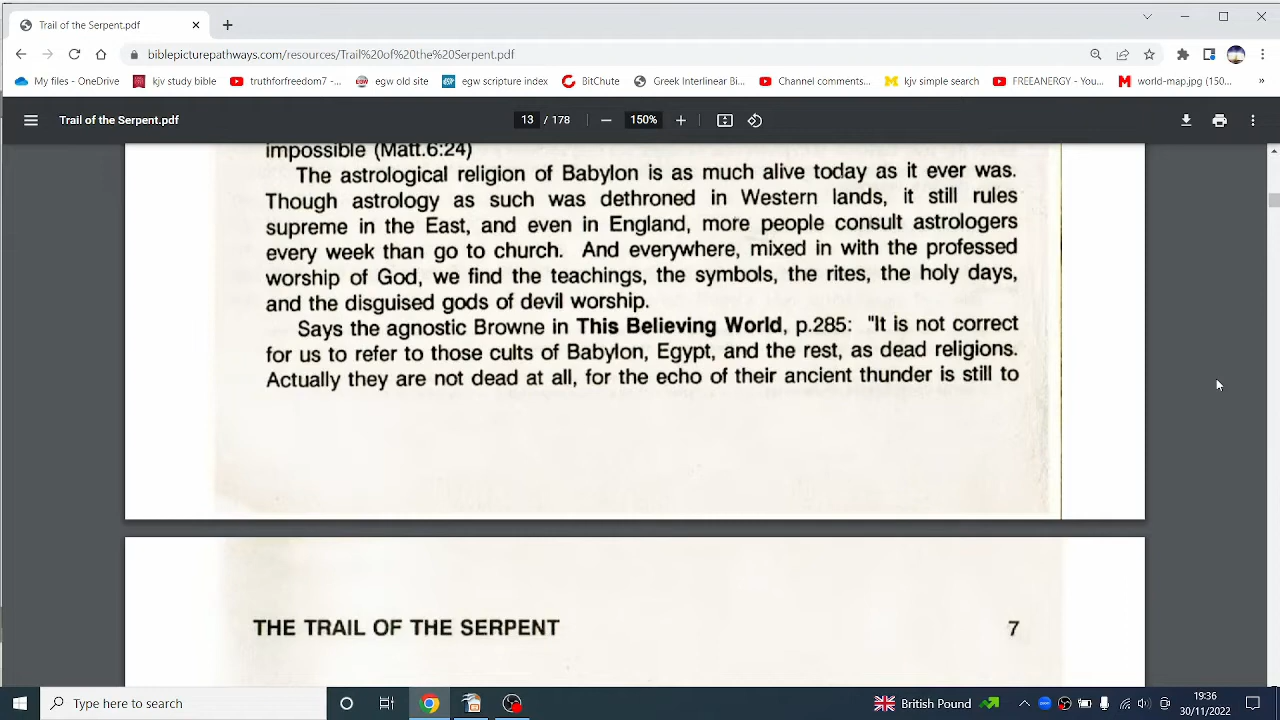 Trail of the Serpent.pdf
biblepicturepathways.com/resources/Trail%20of%20the%20Serpent.pdf
My files - OneDrive
kjv study bible
truthforfreedom7 -...
egw old site
egw scripture index
BitChute
Greek Interlinear Bi...
Channel comments...
kjv simple search
FREEANERGY - You...
world-map.jpg (150...
Trail of the Serpent.pdf
13 / 178
150%
impossible (Matt.6:24)
The astrological religion of Babylon is as much alive today as it ever was.
Though astrology as such was dethroned in Western lands, it still rules
supreme in the East, and even in England, more people consult astrologers
every week than go to church. And everywhere, mixed in with the professed
worship of God, we find the teachings, the symbols, the rites, the holy days,
and the disguised gods of devil worship.
Says the agnostic Browne in This Believing World, p.285: "It is not correct
for us to refer to those cults of Babylon, Egypt, and the rest, as dead religions.
Actually they are not dead at all, for the echo of their ancient thunder is still to
THE TRAIL OF THE SERPENT 7
Type here to search
British Pound
19:36
30/11/2022